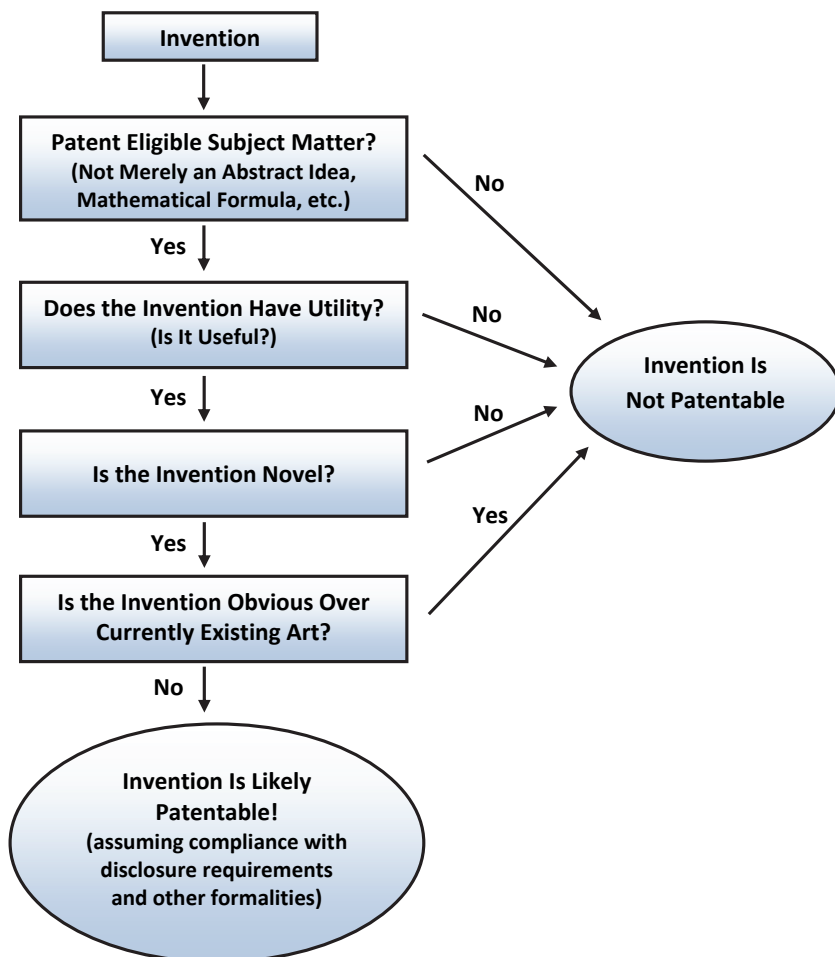 Invention
Patent Eligible Subject Matter?
(Not Merely an Abstract Idea,
Mathematical Formula, etc.)
No
Yes
Does the Invention Have Utility?
(Is It Useful?)
No
Invention Is
Not Patentable
Yes
No
Is the Invention Novel?
Yes
Yes
Is the Invention Obvious Over
Currently Existing Art?
No
Invention Is Likely
Patentable!
(assuming compliance with
disclosure requirements
and other formalities)